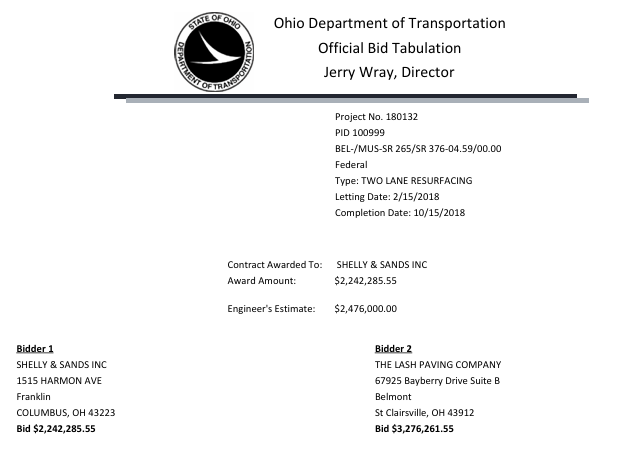 STATE OF OHIO
DEPARTMENT OF TRANSPORTATION
Ohio Department of Transportation
Official Bid Tabulation
Jerry Wray, Director
Project No. 180132
PID 100999
BEL-/MUS-SR 265/SR 376-04.59/00.00
Federal
Type: TWO LANE RESURFACING
Letting Date: 2/15/2018
Completion Date: 10/15/2018
Contract Awarded To: SHELLY & SANDS INC
Award Amount: $2,242,285.55
Engineer's Estimate: $2,476,000.00
Bidder 1
SHELLY & SANDS INC
1515 HARMON AVE
Franklin
COLUMBUS, OH 43223
Bid $2,242,285.55
Bidder 2
THE LASH PAVING COMPANY
67925 Bayberry Drive Suite B
Belmont
St Clairsville, OH 43912
Bid $3,276,261.55